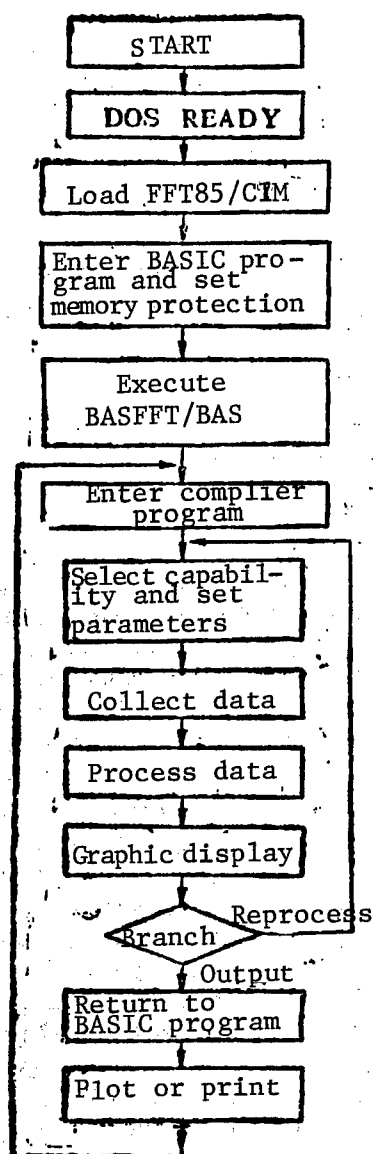 START
DOS READY
Load FFT85/CIM
Enter BASIC pro-
gram and set
memory protection
Execute
BASFFT/BAS
Enter complier
program
Select capabil-
ity and set
parameters
Collect data
Process data
Graphic display
Reprocess
Branch
Output
Return to
BASIC program
Plot or print